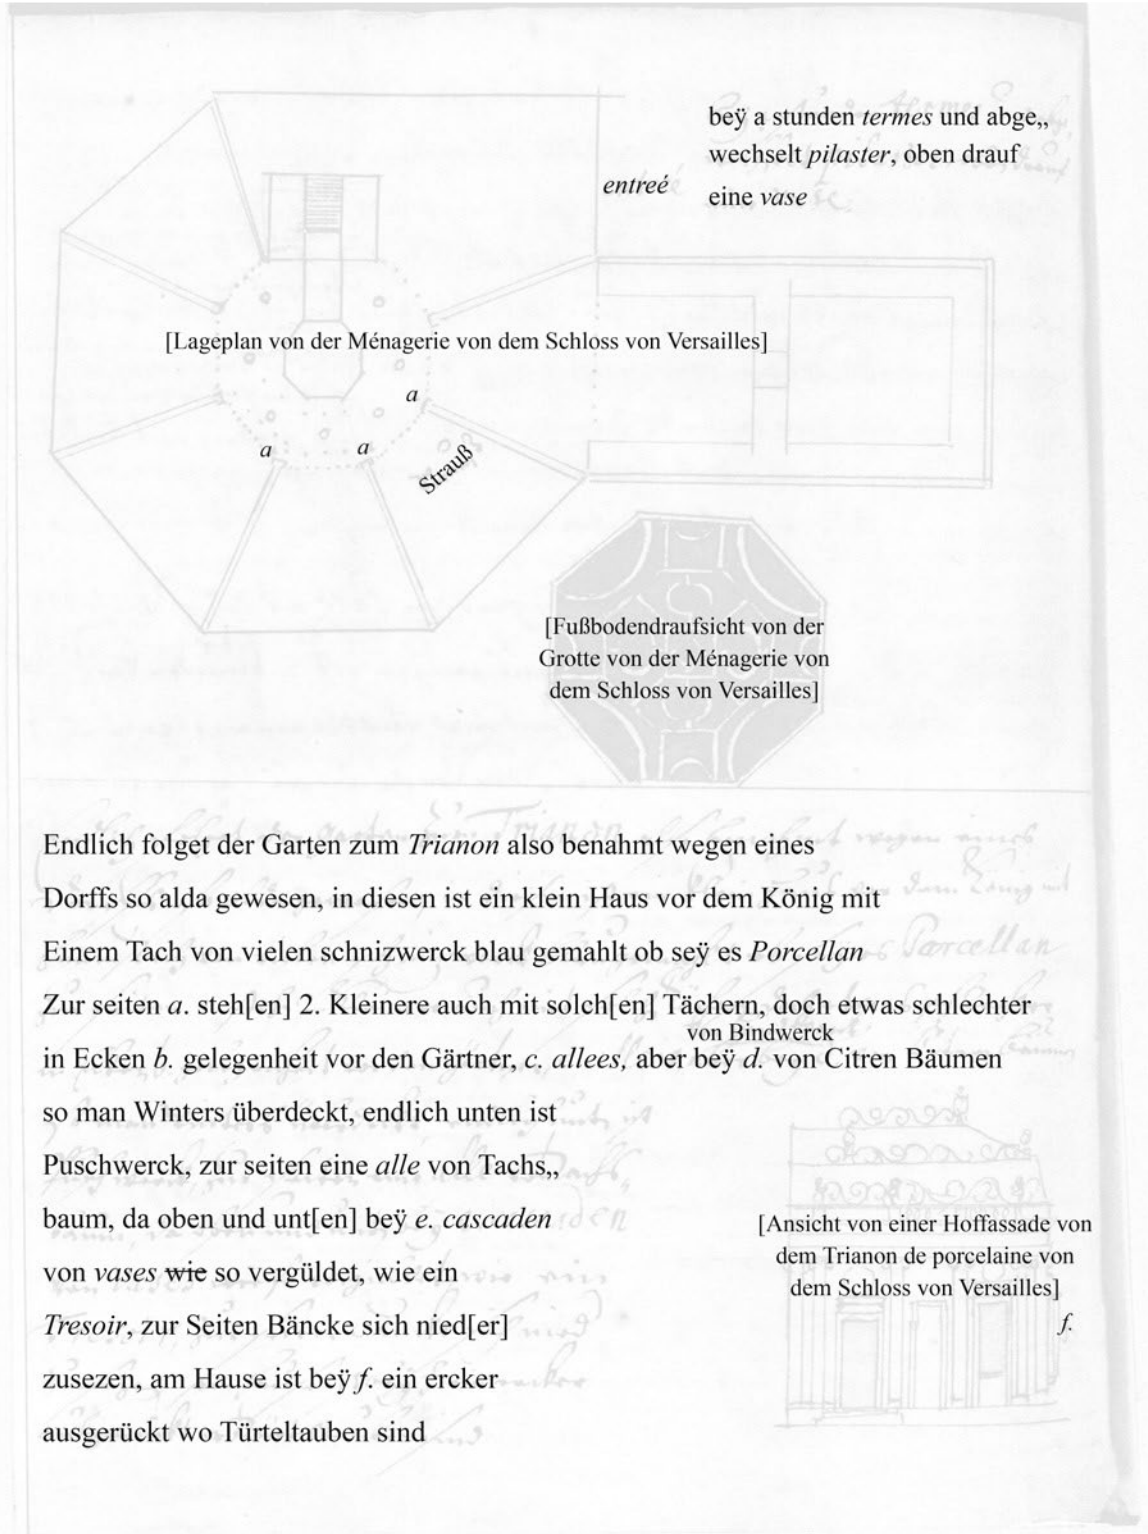 beÿ a stunden termes und abge„
wechselt pilaster, oben drauf
entreé
eine vase
[Lageplan von der Ménagerie von dem Schloss von Versailles]
a
a
a
Strauß
[Fußbodendraufsicht von der
Grotte von der Ménagerie von
dem Schloss von Versailles]
Endlich folget der Garten zum Trianon also benahmt wegen eines
Dorffs so alda gewesen, in diesen ist ein klein Haus vor dem König mit
Einem Tach von vielen schnizwerck blau gemahlt ob seÿ es Porcellan
Zur seiten a. steh[en] 2. Kleinere auch mit solch[en] Tächern, doch etwas schlechter
von Bindwerck
in Ecken b. gelegenheit vor den Gärtner, c. allees, aber beÿ d. von Citren Bäumen
so man Winters überdeckt, endlich unten ist
Puschwerck, zur seiten eine alle von Tachs„
baum, da oben und unt[en] beÿ e. cascaden
von vases wie so vergüldet, wie ein
Tresoir, zur Seiten Bäncke sich nied[er]
zusezen, am Hause ist beÿ f. ein ercker
ausgerückt wo Türteltauben sind
[Ansicht von einer Hoffassade von
dem Trianon de porcelaine von
dem Schloss von Versailles]
f.